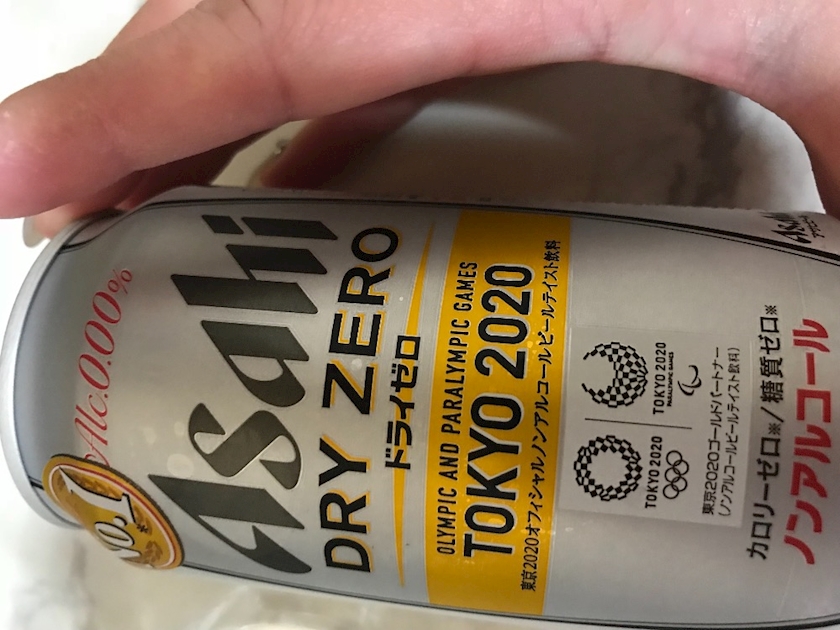 Alc.0.00%
No.1
Asahi
DRY ZERO
ドライゼロ
OLYMPIC AND PARALYMPIC GAMES
TOKYO 2020
東京2020オフィシャルノンアルコールビールテイスト飲料
TOKYO 2020
TOKYO 2020
PARALYMPIC GAMES
東京2020ゴールドパートナー
(ノンアルコールビールテイスト飲料)
カロリーゼロ※/糖質ゼロ※
ノンアルコール
Asahi